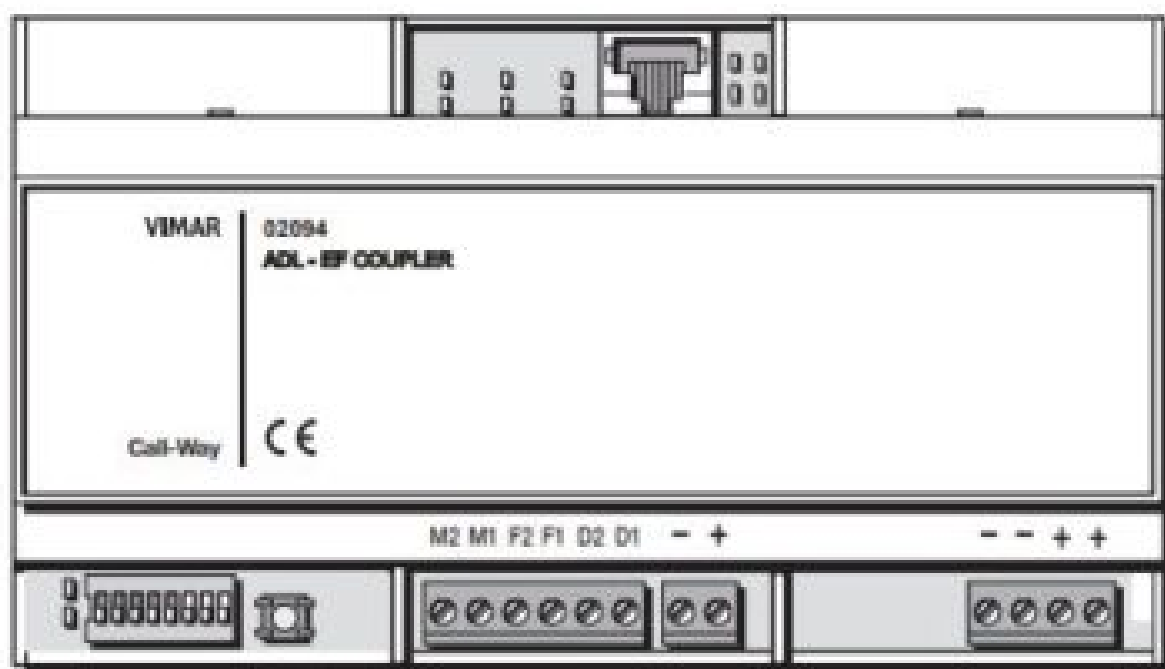 VIMAR
02094
ADL - EF COUPLER
Call-Way
CE
M2 M1 F2 F1 D2 D1 - +
- - + +